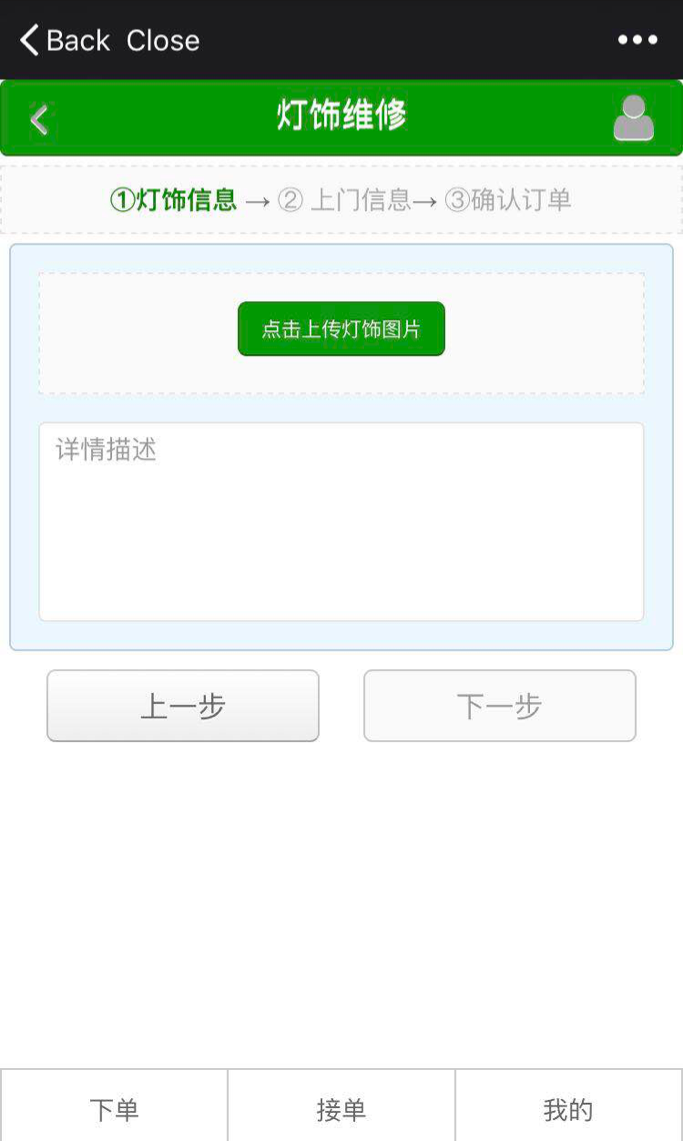 Back Close
灯饰维修
①灯饰信息 → ② 上门信息→ ③确认订单
点击上传灯饰图片
详情描述
上一步 下一步
下单 接单 我的